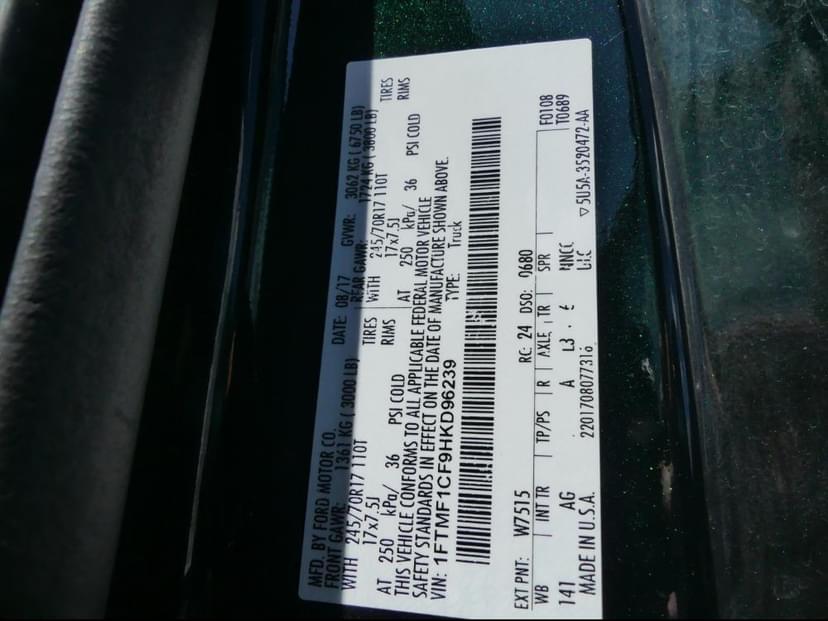 MFD. BY FORD MOTOR CO. DATE: 08/17 GVWR: 3062 KG ( 6750 LB)
FRONT GAWR: 1361 KG ( 3000 LB) REAR GAWR: 1724 KG ( 3800 LB)
WITH 245/70R17 110T TIRES WITH 245/70R17 110T TIRES
17x7.5J RIMS 17x7.5J RIMS
AT 250 kPa/ 36 PSI COLD AT 250 kPa/ 36 PSI COLD
THIS VEHICLE CONFORMS TO ALL APPLICABLE FEDERAL MOTOR VEHICLE
SAFETY STANDARDS IN EFFECT ON THE DATE OF MANUFACTURE SHOWN ABOVE.
VIN: 1FTMF1CF9HKD96239 TYPE: Truck
EXT PNT: W7515 RC: 24 DSO: 0680
WB INT TR TP/PS R AXLE TR SPR F0108
141 AG A L3 6 T0689
MADE IN U.S.A. 2201708077316 ▽5U5A-3520472-AA